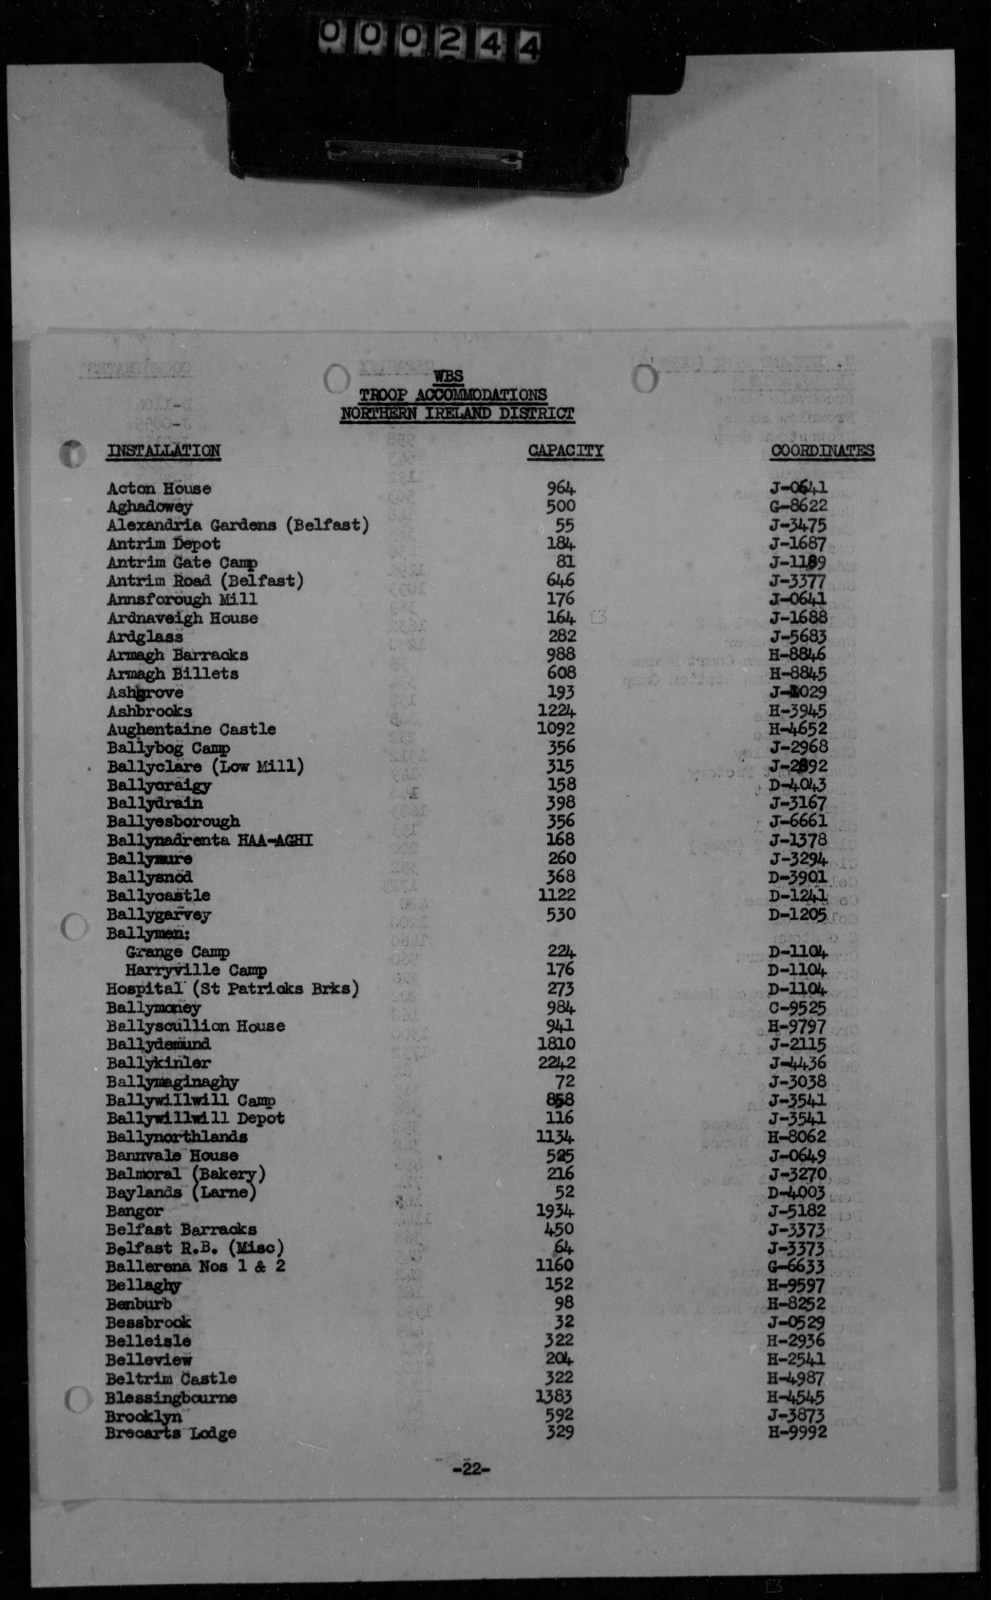 000244
WBS
TROOP ACCOMMODATIONS
NORTHERN IRELAND DISTRICT
INSTALLATION CAPACITY COORDINATES
Acton House 964 J-0641
Aghadowey 500 G-8622
Alexandria Gardens (Belfast) 55 J-3475
Antrim Depot 184 J-1687
Antrim Gate Camp 81 J-1189
Antrim Road (Belfast) 646 J-3377
Annsforough Mill 176 J-0641
Ardnaveigh House 164 J-1688
Ardglass 282 J-5683
Armagh Barracks 988 H-8846
Armagh Billets 608 H-8845
Ashgrove 193 J-1029
Ashbrooks 1224 H-3945
Aughentaine Castle 1092 H-4652
Ballybog Camp 356 J-2968
Ballyclare (Low Mill) 315 J-2892
Ballycraigy 158 D-4043
Ballydrain 398 J-3167
Ballyesborough 356 J-6661
Ballynadrenta HAA-AGHI 168 J-1378
Ballynure 260 J-3294
Ballysnod 368 D-3901
Ballycastle 1122 D-1241
Ballygarvey 530 D-1205
Ballymen:
Grange Camp 224 D-1104
Harryville Camp 176 D-1104
Hospital (St Patricks Brks) 273 D-1104
Ballymoney 984 C-9525
Ballyscullion House 941 H-9797
Ballydemund 1810 J-2115
Ballykinler 2242 J-4436
Ballymaginaghy 72 J-3038
Ballywillwill Camp 858 J-3541
Ballywillwill Depot 116 J-3541
Ballynorthlands 1134 H-8062
Bannvale House 525 J-0649
Balmoral (Bakery) 216 J-3270
Baylands (Larne) 52 D-4003
Bangor 1934 J-5182
Belfast Barracks 450 J-3373
Belfast R.B. (Misc) 64 J-3373
Ballerena Nos 1 & 2 1160 G-6633
Bellaghy 152 H-9597
Benburb 98 H-8252
Bessbrook 32 J-0529
Belleisle 322 H-2936
Belleview 204 H-2541
Beltrim Castle 322 H-4987
Blessingbourne 1383 H-4545
Brooklyn 592 J-3873
Brecarts Lodge 329 H-9992
-22-